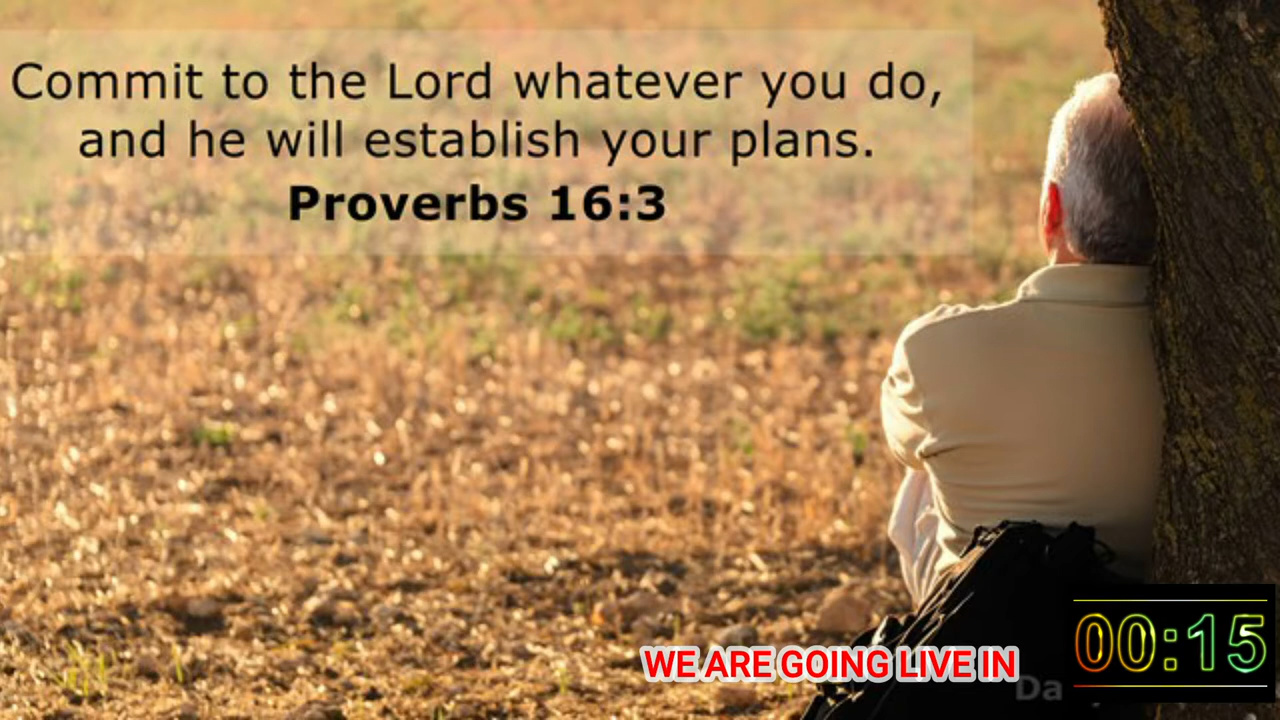 Commit to the Lord whatever you do,
and he will establish your plans.
Proverbs 16:3
WE ARE GOING LIVE IN
00:15